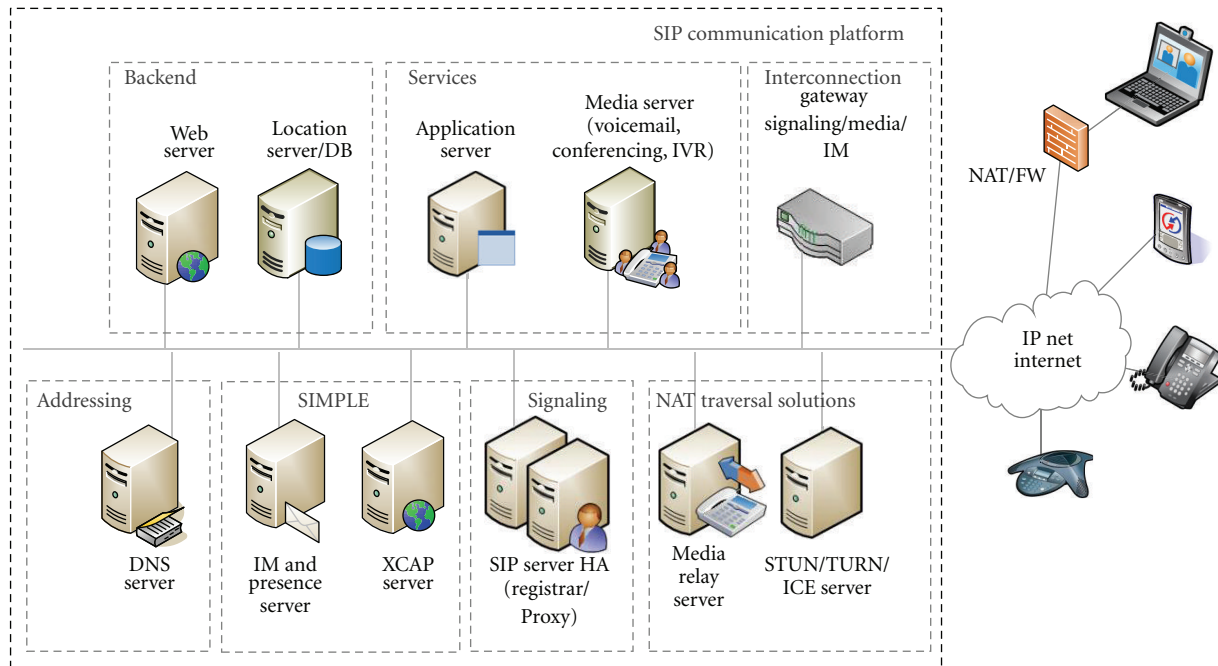 SIP communication platform
Backend
Web
server
Location
server/DB
Services
Application
server
Media server
(voicemail,
conferencing, IVR)
Interconnection
gateway
signaling/media/
IM
NAT/FW
IP net
internet
Addressing
DNS
server
SIMPLE
IM and
presence
server
XCAP
server
Signaling
SIP server HA
(registrar/
Proxy)
NAT traversal solutions
Media
relay
server
STUN/TURN/
ICE server